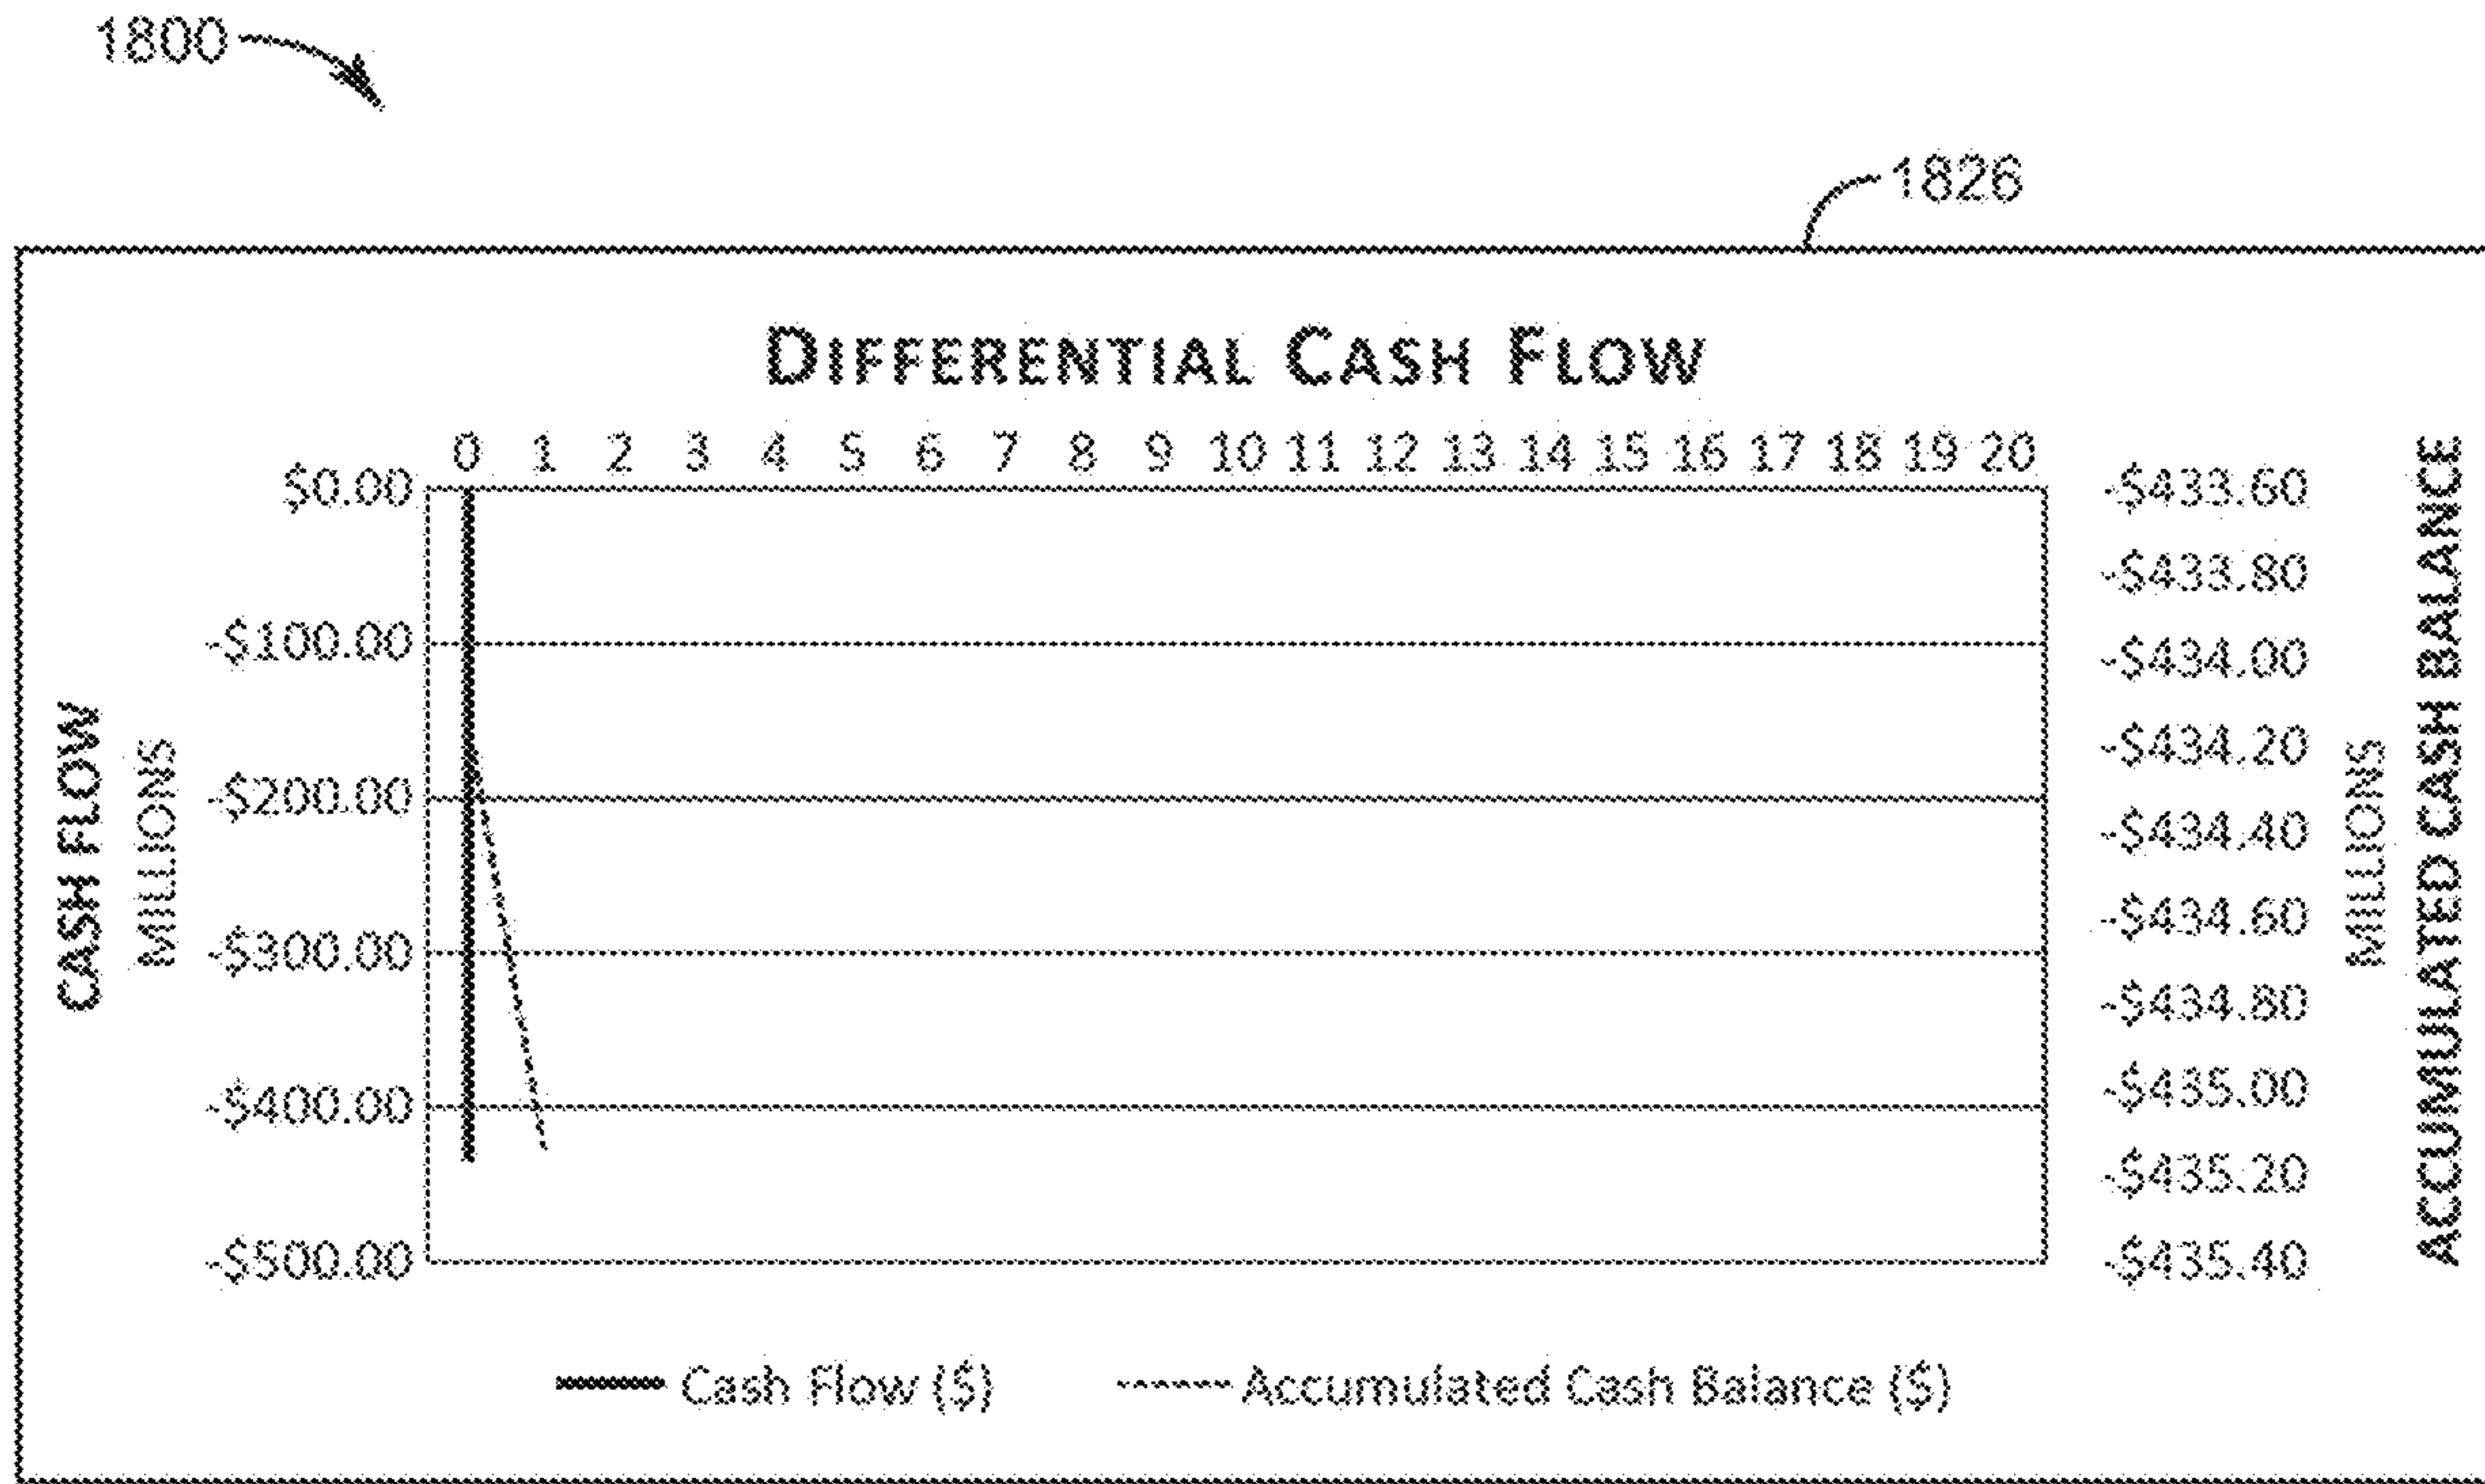 1800
1826
DIFFERENTIAL CASH FLOW
0 1 2 3 4 5 6 7 8 9 10 11 12 13 14 15 16 17 18 19 20
$0.00
-$100.00
-$200.00
-$300.00
-$400.00
-$500.00
CASH FLOW
MILLIONS
-$433.60
-$433.80
-$434.00
-$434.20
-$434.40
-$434.60
-$434.80
-$435.00
-$435.20
-$435.40
MILLIONS
ACCUMULATED CASH BALANCE
Cash Flow ($) Accumulated Cash Balance ($)